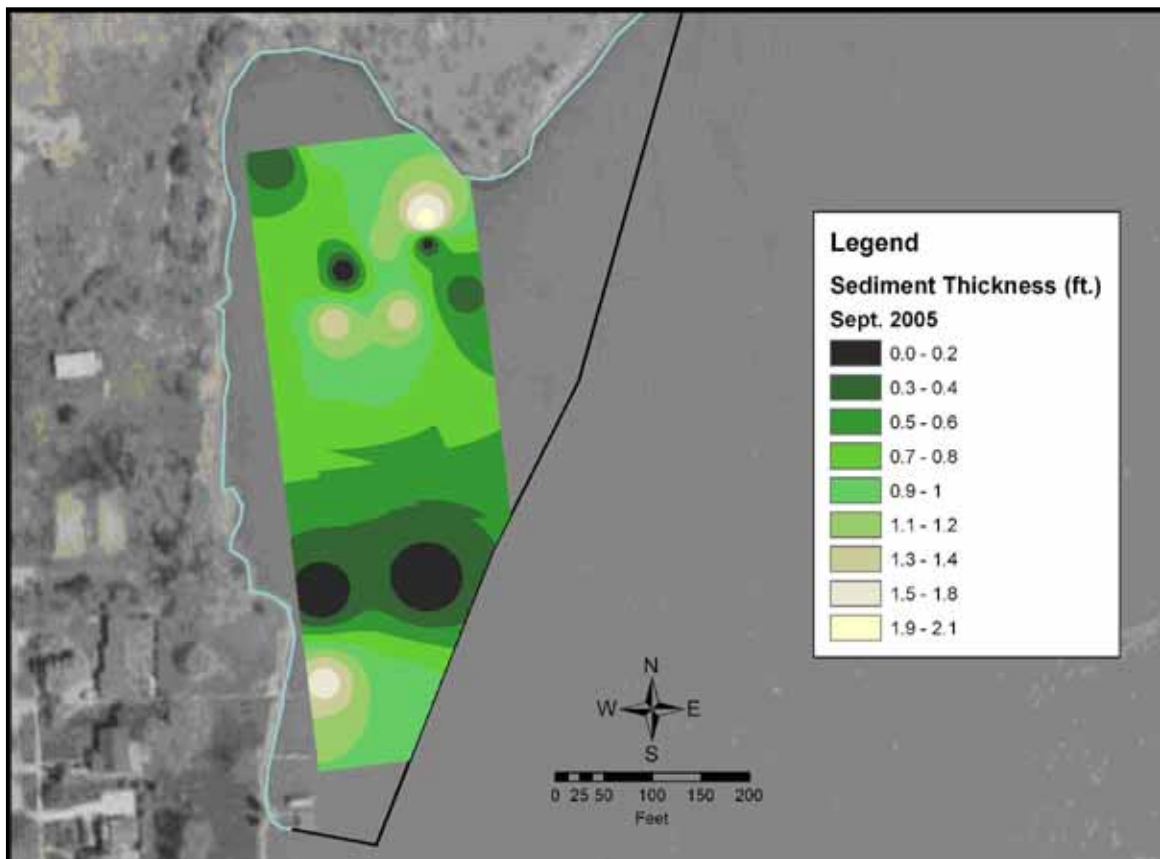 Legend
Sediment Thickness (ft.)
Sept. 2005
0.0 - 0.2
0.3 - 0.4
0.5 - 0.6
0.7 - 0.8
0.9 - 1
1.1 - 1.2
1.3 - 1.4
1.5 - 1.8
1.9 - 2.1
N
W E
S
0 25 50 100 150 200
Feet